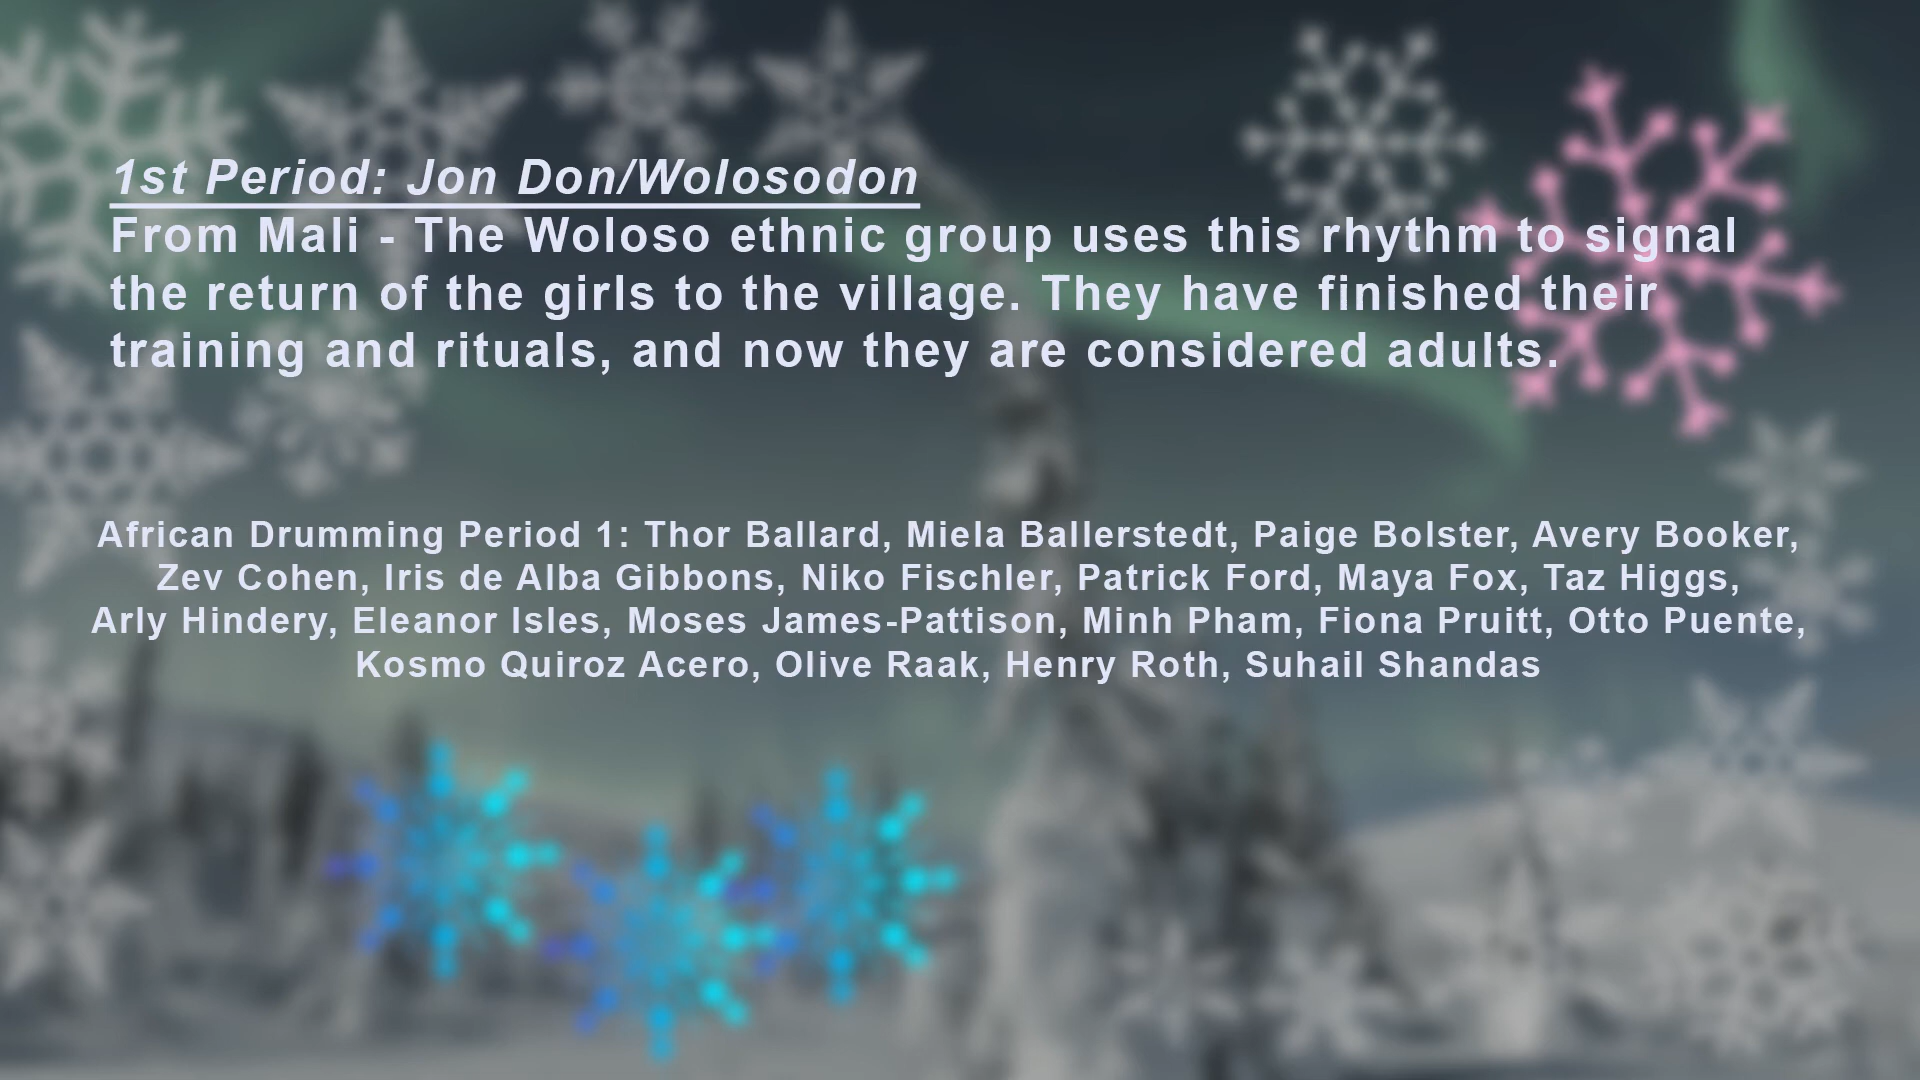 1st Period: Jon Don/Wolosodon
From Mali - The Woloso ethnic group uses this rhythm to signal
the return of the girls to the village. They have finished their
training and rituals, and now they are considered adults.
African Drumming Period 1: Thor Ballard, Miela Ballerstedt, Paige Bolster, Avery Booker,
Zev Cohen, Iris de Alba Gibbons, Niko Fischler, Patrick Ford, Maya Fox, Taz Higgs,
Arly Hindery, Eleanor Isles, Moses James-Pattison, Minh Pham, Fiona Pruitt, Otto Puente,
Kosmo Quiroz Acero, Olive Raak, Henry Roth, Suhail Shandas